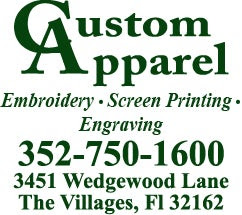 Custom
Apparel
Embroidery • Screen Printing •
Engraving
352-750-1600
3451 Wedgewood Lane
The Villages, Fl 32162